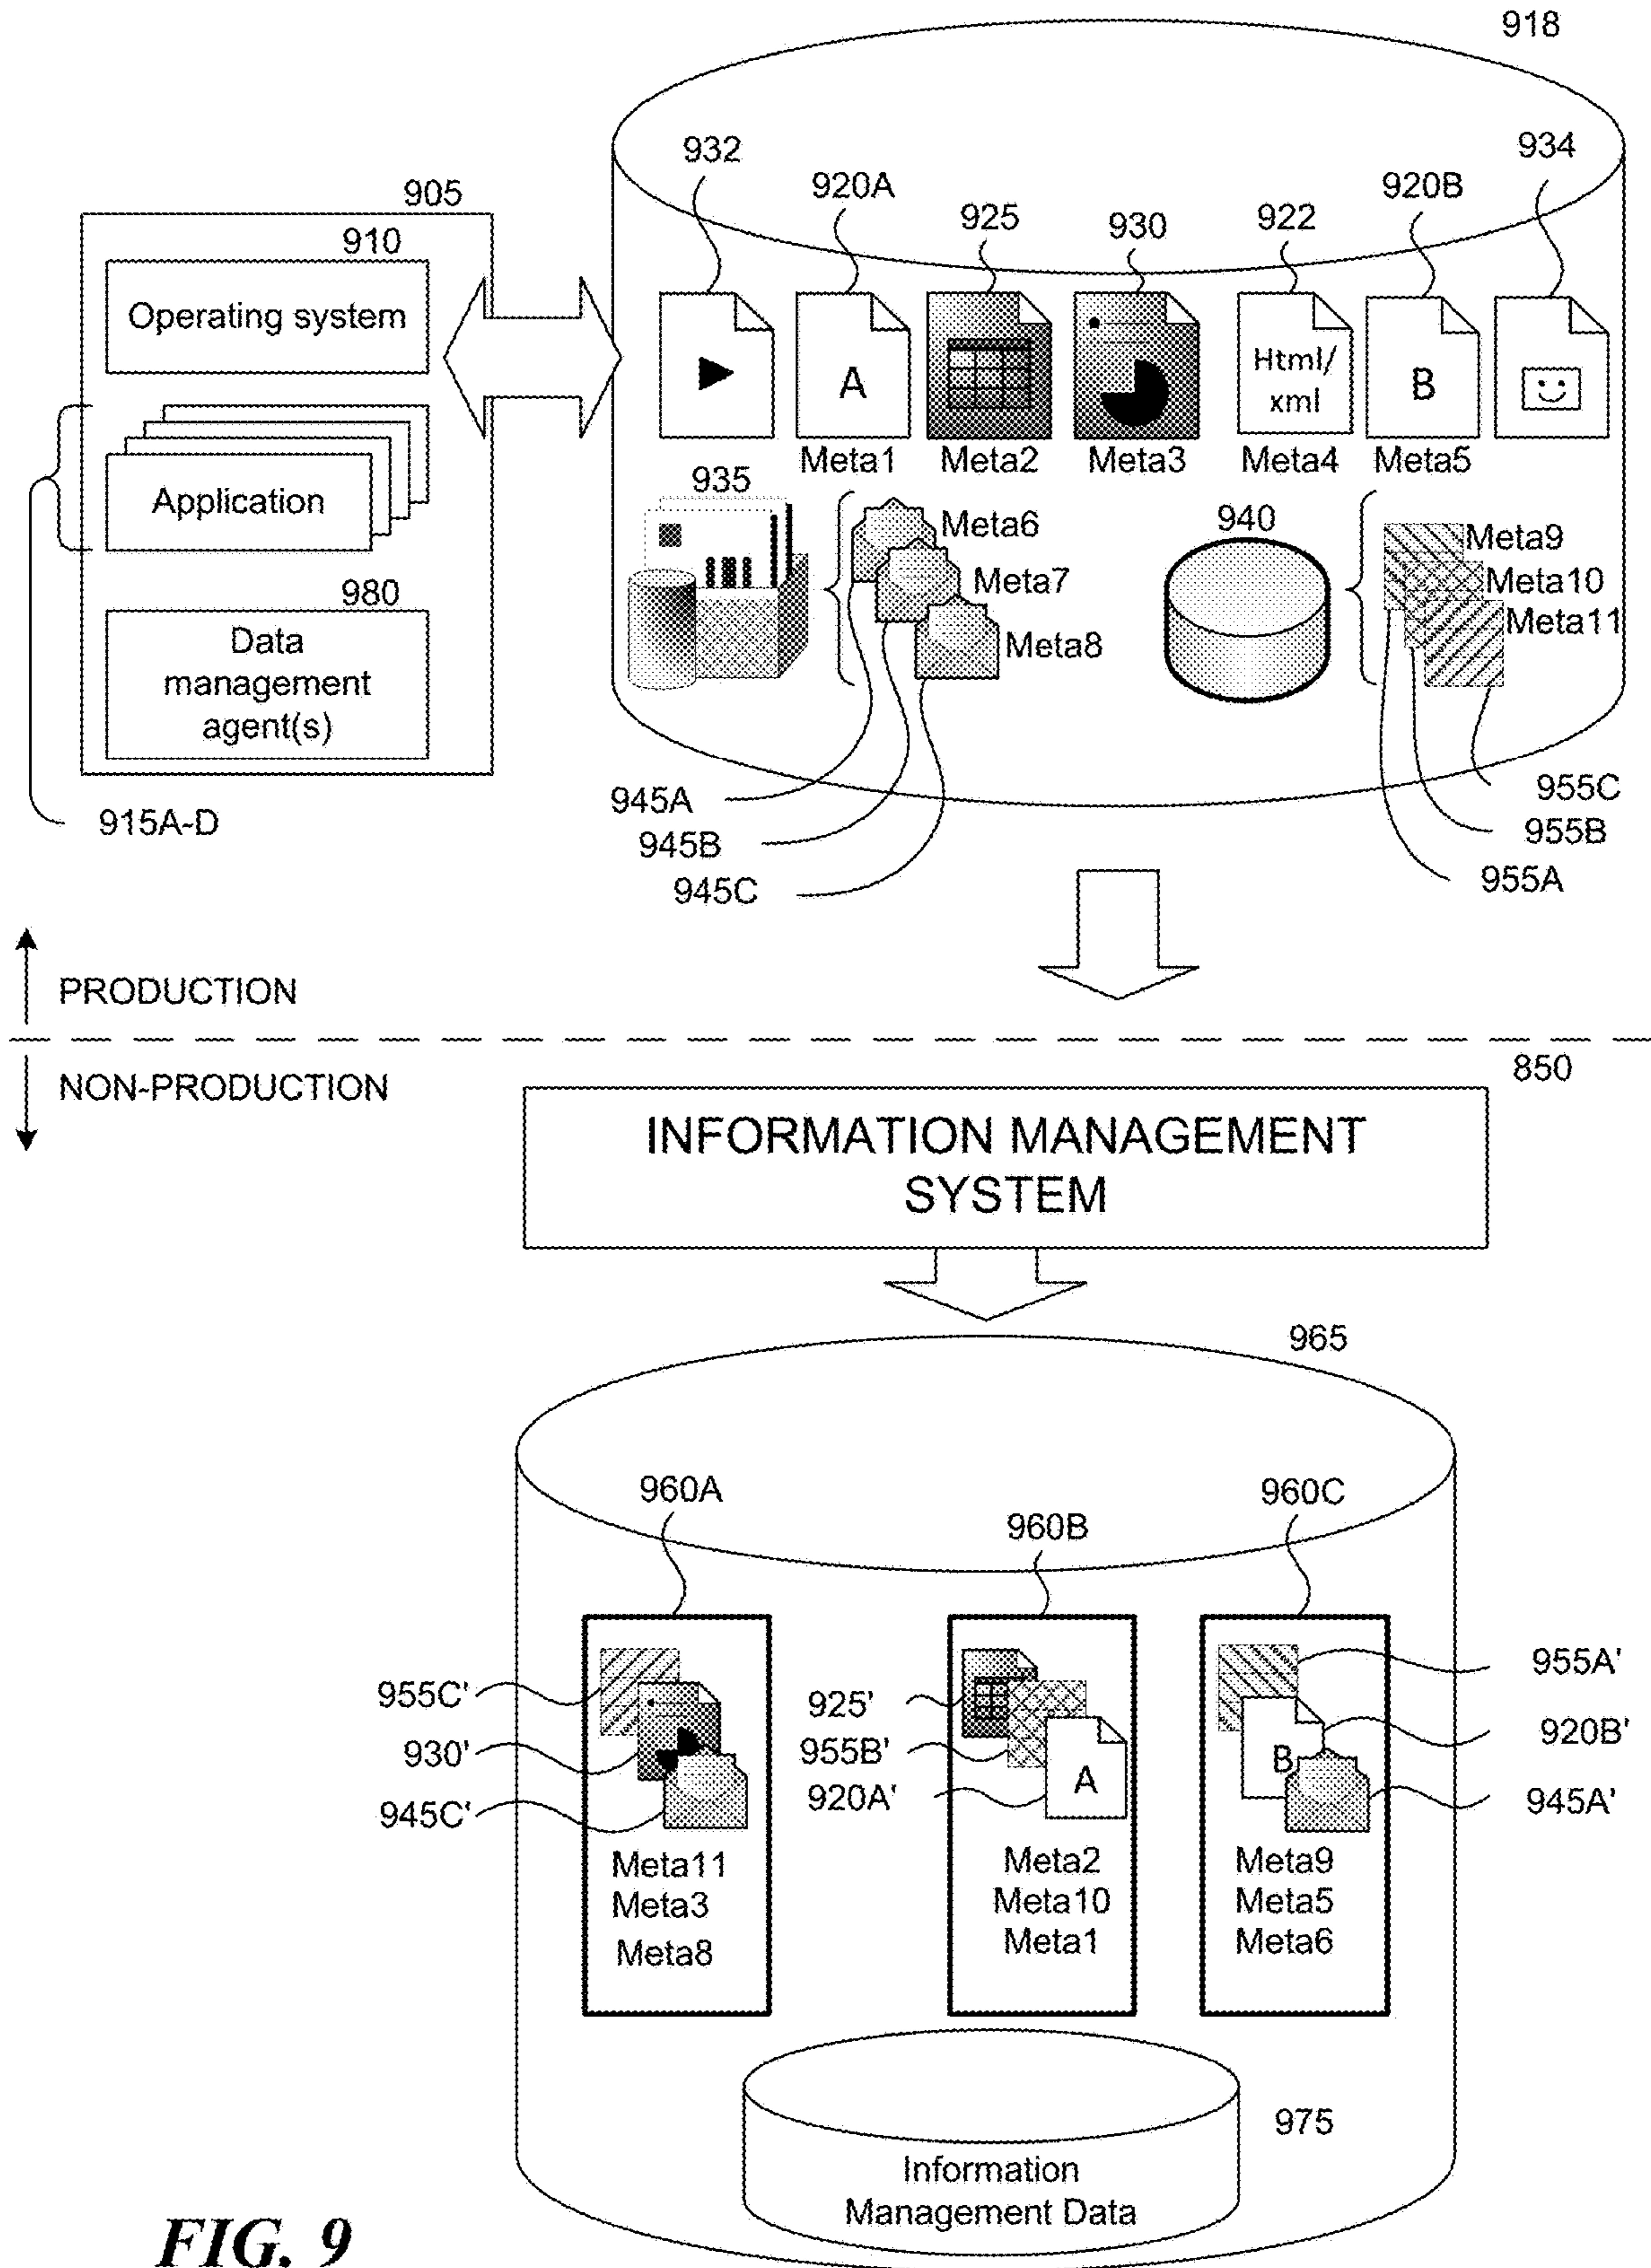 918
932
920A
925
930
922
920B
934
905
910
Operating system
Application
980
Data
management
agent(s)
915A-D
A
Html/
xml
B
Meta1
Meta2
Meta3
Meta4
Meta5
935
Meta6
Meta7
Meta8
940
Meta9
Meta10
Meta11
945A
945B
945C
955C
955B
955A
PRODUCTION
NON-PRODUCTION
850
INFORMATION MANAGEMENT
SYSTEM
965
960A
960B
960C
955C'
930'
945C'
Meta11
Meta3
Meta8
925'
955B'
920A'
A
Meta2
Meta10
Meta1
955A'
920B'
945A'
B
Meta9
Meta5
Meta6
975
Information
Management Data
FIG. 9